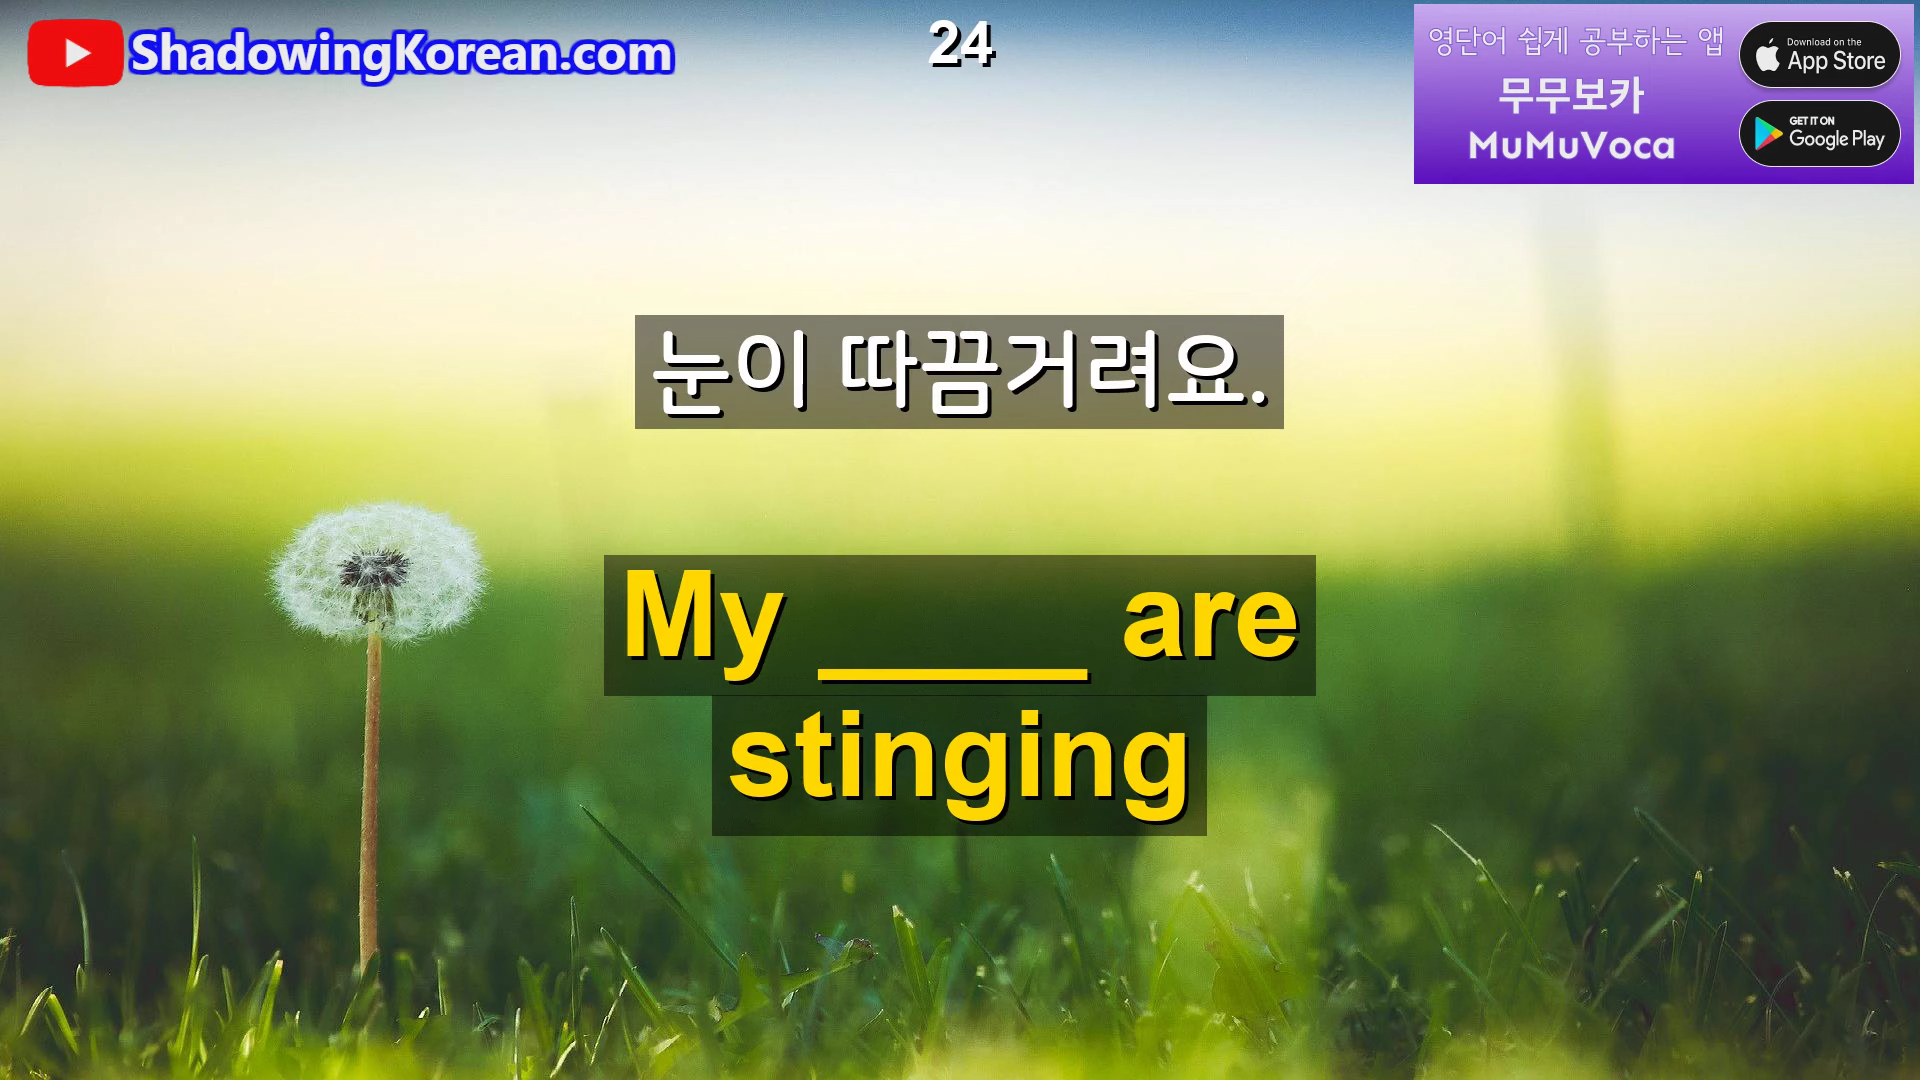 ShadowingKorean.com
24
영단어 쉽게 공부하는 앱
무무보카
MuMuVoca
Download on the
App Store
GET IT ON
Google Play
눈이 따끔거려요.
My ____ are
stinging